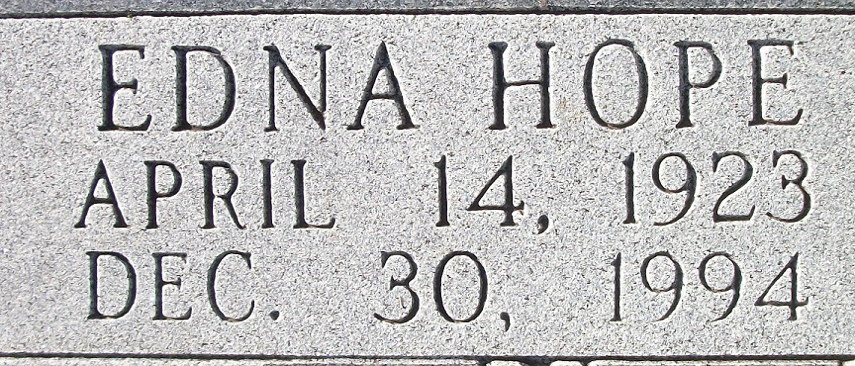 EDNA HOPE
APRIL 14, 1923
DEC. 30, 1994